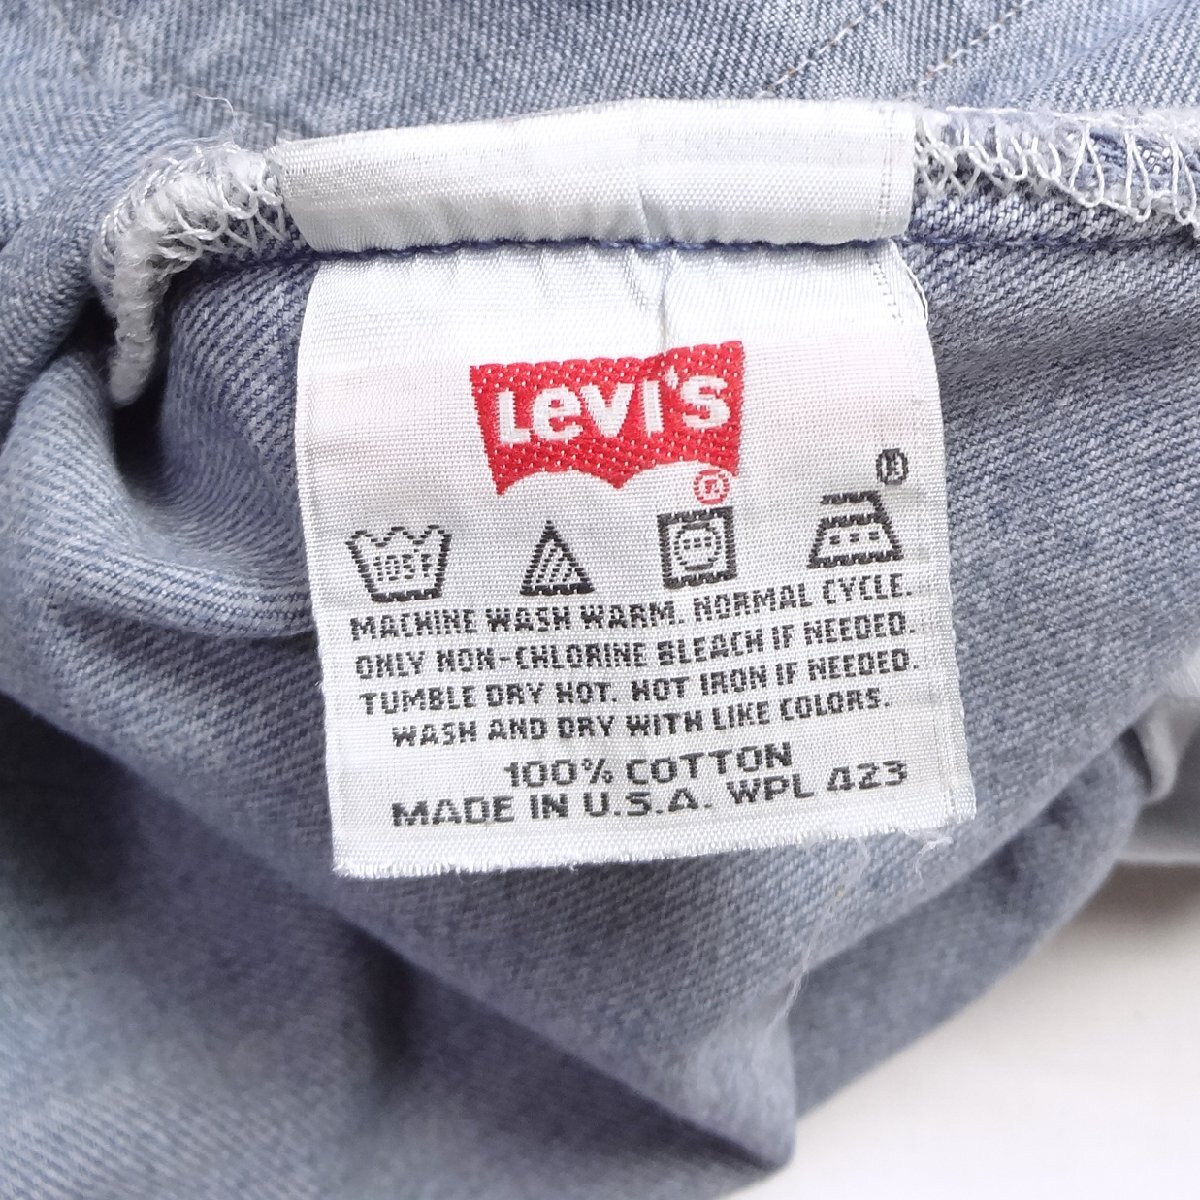 Levi's
®
®
105F
MACHINE WASH WARM. NORMAL CYCLE.
ONLY NON-CHLORINE BLEACH IF NEEDED.
TUMBLE DRY HOT. HOT IRON IF NEEDED.
WASH AND DRY WITH LIKE COLORS.
100% COTTON
MADE IN U.S.A. WPL 423